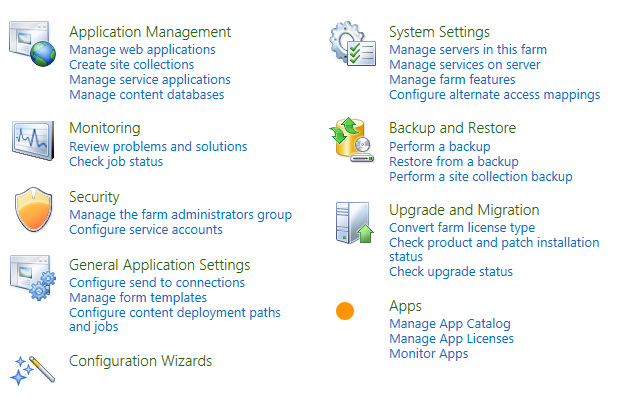 Application Management
Manage web applications
Create site collections
Manage service applications
Manage content databases
Monitoring
Review problems and solutions
Check job status
Security
Manage the farm administrators group
Configure service accounts
General Application Settings
Configure send to connections
Manage form templates
Configure content deployment paths
and jobs
Configuration Wizards
System Settings
Manage servers in this farm
Manage services on server
Manage farm features
Configure alternate access mappings
Backup and Restore
Perform a backup
Restore from a backup
Perform a site collection backup
Upgrade and Migration
Convert farm license type
Check product and patch installation
status
Check upgrade status
Apps
Manage App Catalog
Manage App Licenses
Monitor Apps